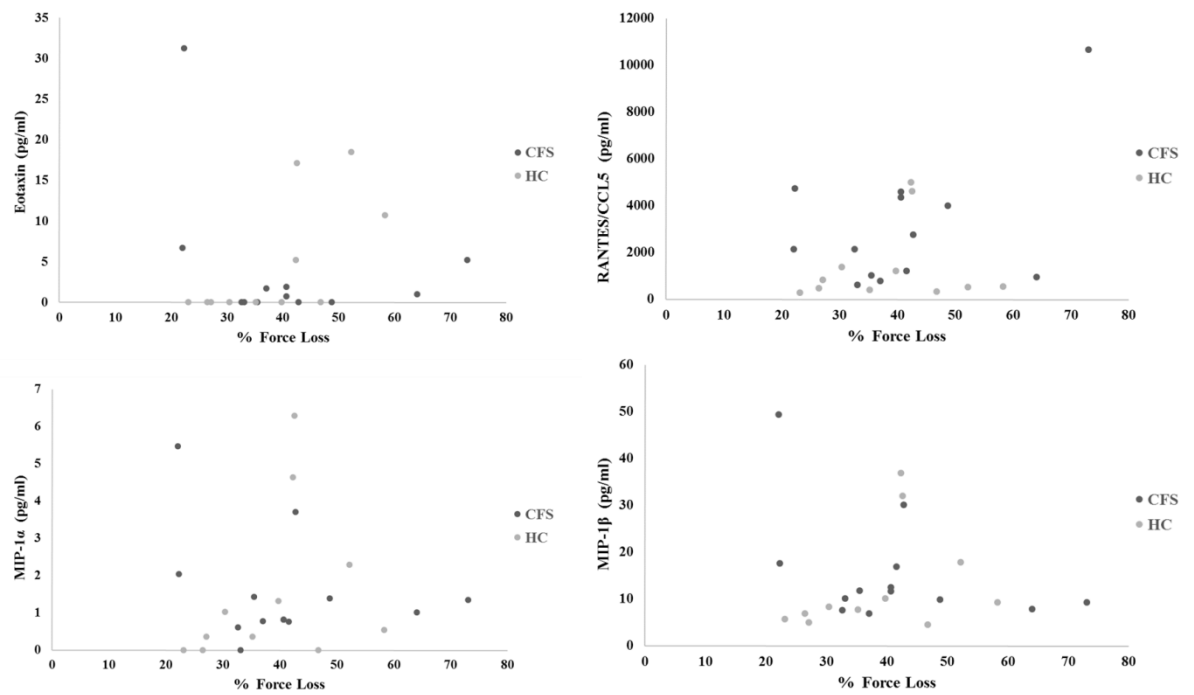 35
30
25
20
15
10
5
0
Eotaxin (pg/ml)
0 10 20 30 40 50 60 70 80
% Force Loss
CFS
HC
12000
10000
8000
6000
4000
2000
0
RANTES/CCL5 (pg/ml)
0 10 20 30 40 50 60 70 80
% Force Loss
CFS
HC
7
6
5
4
3
2
1
0
MIP-1α (pg/ml)
0 10 20 30 40 50 60 70 80
% Force Loss
CFS
HC
60
50
40
30
20
10
0
MIP-1β (pg/ml)
0 10 20 30 40 50 60 70 80
% Force Loss
CFS
HC